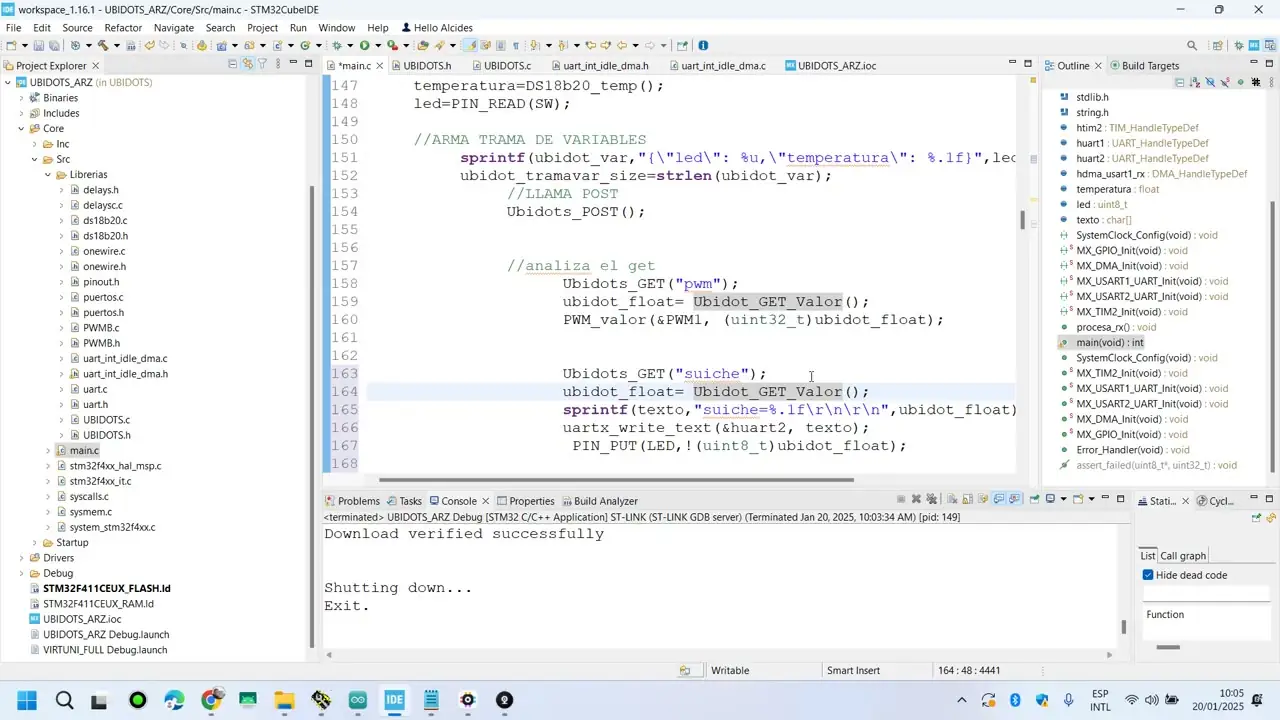 workspace_1.16.1 - UBIDOTS_ARZ/Core/Src/main.c - STM32CubeIDE
File Edit Source Refactor Navigate Search Project Run Window Help Hello Alcides
Project Explorer
UBIDOTS_ARZ (in UBIDOTS)
Binaries
Includes
Core
Inc
Src
Librerias
delays.h
delaysc.c
ds18b20.c
ds18b20.h
onewire.c
onewire.h
pinout.h
puertos.c
puertos.h
PWMB.c
PWMB.h
uart_int_idle_dma.c
uart_int_idle_dma.h
uart.c
uart.h
UBIDOTS.c
UBIDOTS.h
main.c
stm32f4xx_hal_msp.c
stm32f4xx_it.c
syscalls.c
sysmem.c
system_stm32f4xx.c
Startup
Drivers
Debug
STM32F411CEUX_FLASH.ld
STM32F411CEUX_RAM.ld
UBIDOTS_ARZ.ioc
UBIDOTS_ARZ Debug.launch
VIRTUNI_FULL Debug.launch
*main.c UBIDOTS.h UBIDOTS.c uart_int_idle_dma.h uart_int_idle_dma.c UBIDOTS_ARZ.ioc
147 temperatura=DS18b20_temp();
148 led=PIN_READ(SW);
149
150 //ARMA TRAMA DE VARIABLES
151 sprintf(ubidot_var,"{\"led\": %u,\"temperatura\": %.1f}",led
152 ubidot_tramavar_size=strlen(ubidot_var);
153 //LLAMA POST
154 Ubidots_POST();
155
156
157 //analiza el get
158 Ubidots_GET("pwm");
159 ubidot_float= Ubidot_GET_Valor();
160 PWM_valor(&PWM1, (uint32_t)ubidot_float);
161
162
163 Ubidots_GET("suiche");
164 ubidot_float= Ubidot_GET_Valor();
165 sprintf(texto,"suiche=%.1f\r\n\r\n",ubidot_float)
166 uartx_write_text(&huart2, texto);
167 PIN_PUT(LED,!(uint8_t)ubidot_float);
168
Outline Build Targets
stdlib.h
string.h
htim2 : TIM_HandleTypeDef
huart1 : UART_HandleTypeDef
huart2 : UART_HandleTypeDef
hdma_usart1_rx : DMA_HandleTypeDef
temperatura : float
led : uint8_t
texto : char[]
SystemClock_Config(void) : void
MX_GPIO_Init(void) : void
MX_DMA_Init(void) : void
MX_USART1_UART_Init(void) : void
MX_USART2_UART_Init(void) : void
MX_TIM2_Init(void) : void
procesa_rx() : void
main(void) : int
SystemClock_Config(void) : void
MX_TIM2_Init(void) : void
MX_USART1_UART_Init(void) : void
MX_USART2_UART_Init(void) : void
MX_DMA_Init(void) : void
MX_GPIO_Init(void) : void
Error_Handler(void) : void
assert_failed(uint8_t*, uint32_t) : void
Problems Tasks Console Properties Build Analyzer
<terminated> UBIDOTS_ARZ Debug [STM32 C/C++ Application] ST-LINK (ST-LINK GDB server) (Terminated Jan 20, 2025, 10:03:34 AM) [pid: 149]
Download verified successfully
Shutting down...
Exit.
Stati... Cycl...
List Call graph
Hide dead code
Function
Writable Smart Insert 164 : 48 : 4441
IDE
ESP
INTL
10:05
20/01/2025